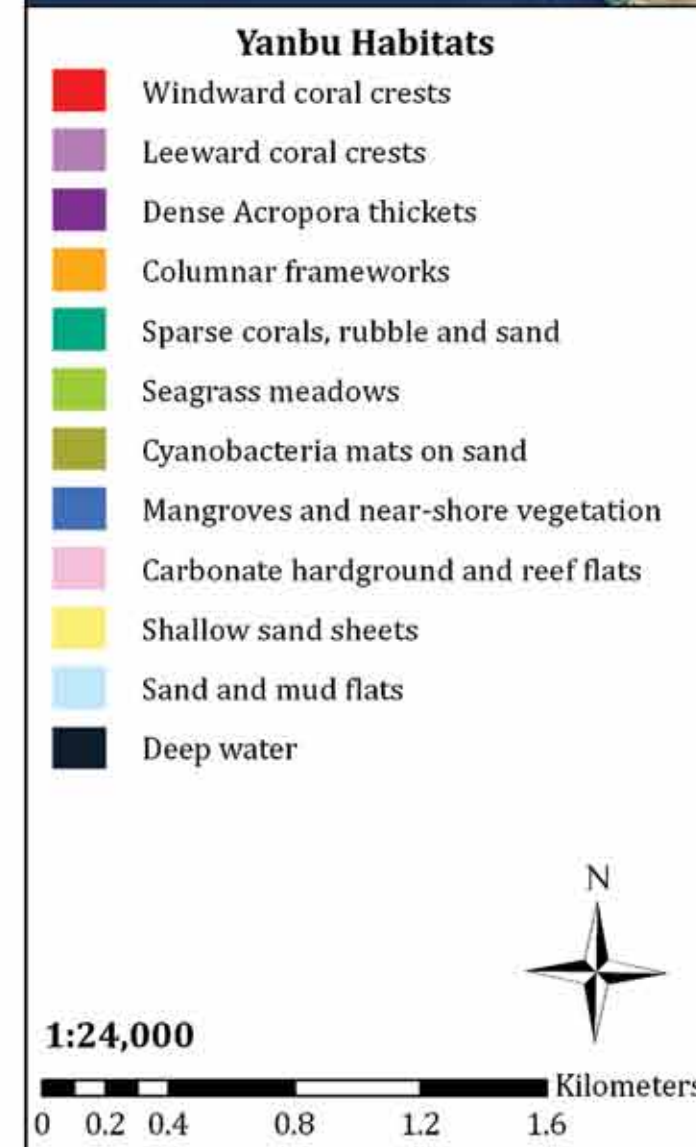 Yanbu Habitats
Windward coral crests
Leeward coral crests
Dense Acropora thickets
Columnar frameworks
Sparse corals, rubble and sand
Seagrass meadows
Cyanobacteria mats on sand
Mangroves and near-shore vegetation
Carbonate hardground and reef flats
Shallow sand sheets
Sand and mud flats
Deep water
N
1:24,000
Kilometers
0 0.2 0.4 0.8 1.2 1.6